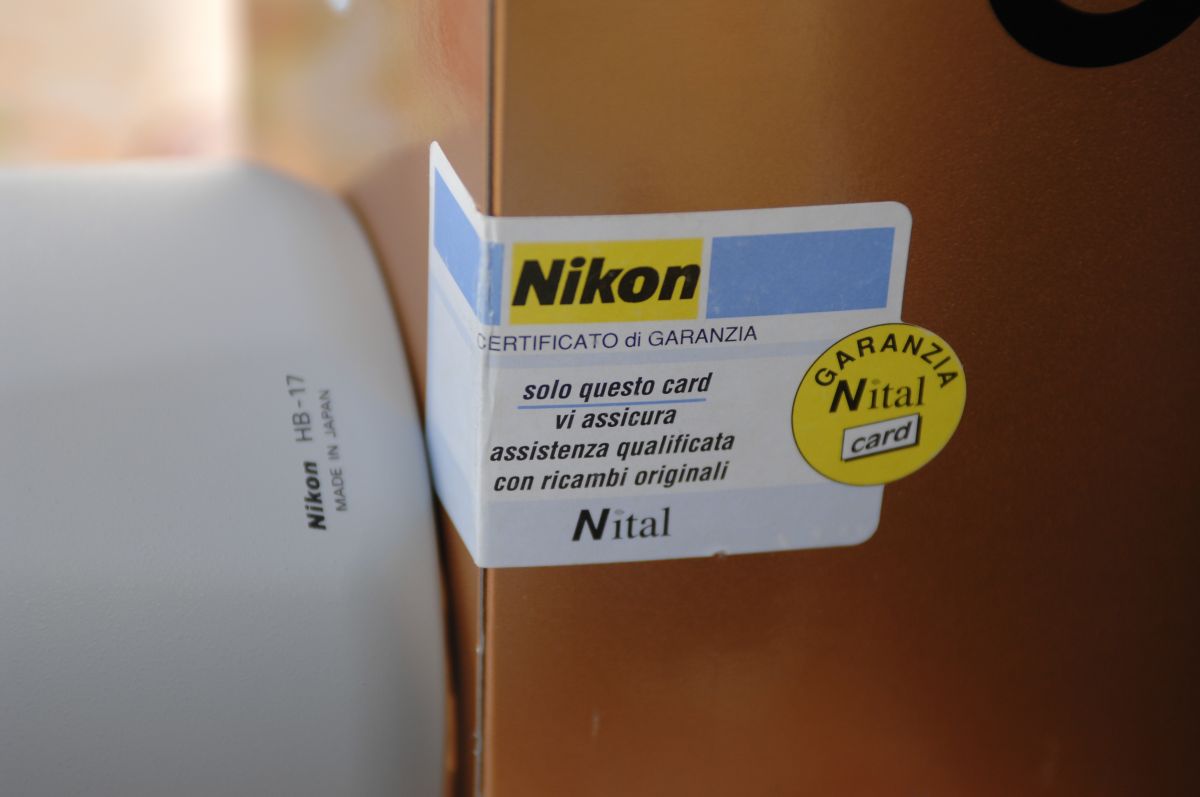 Nikon HB-17
MADE IN JAPAN
Nikon
CERTIFICATO di GARANZIA
solo questo card
vi assicura
assistenza qualificata
con ricambi originali
Nital
GARANZIA
Nital
card